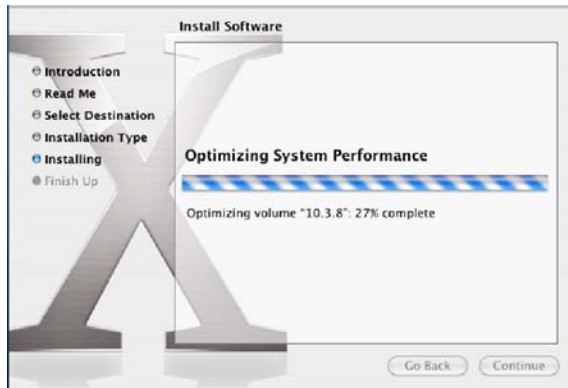 Install Software
Introduction
Read Me
Select Destination
Installation Type
Installing
Finish Up
Optimizing System Performance
Optimizing volume "10.3.8": 27% complete
Go Back
Continue